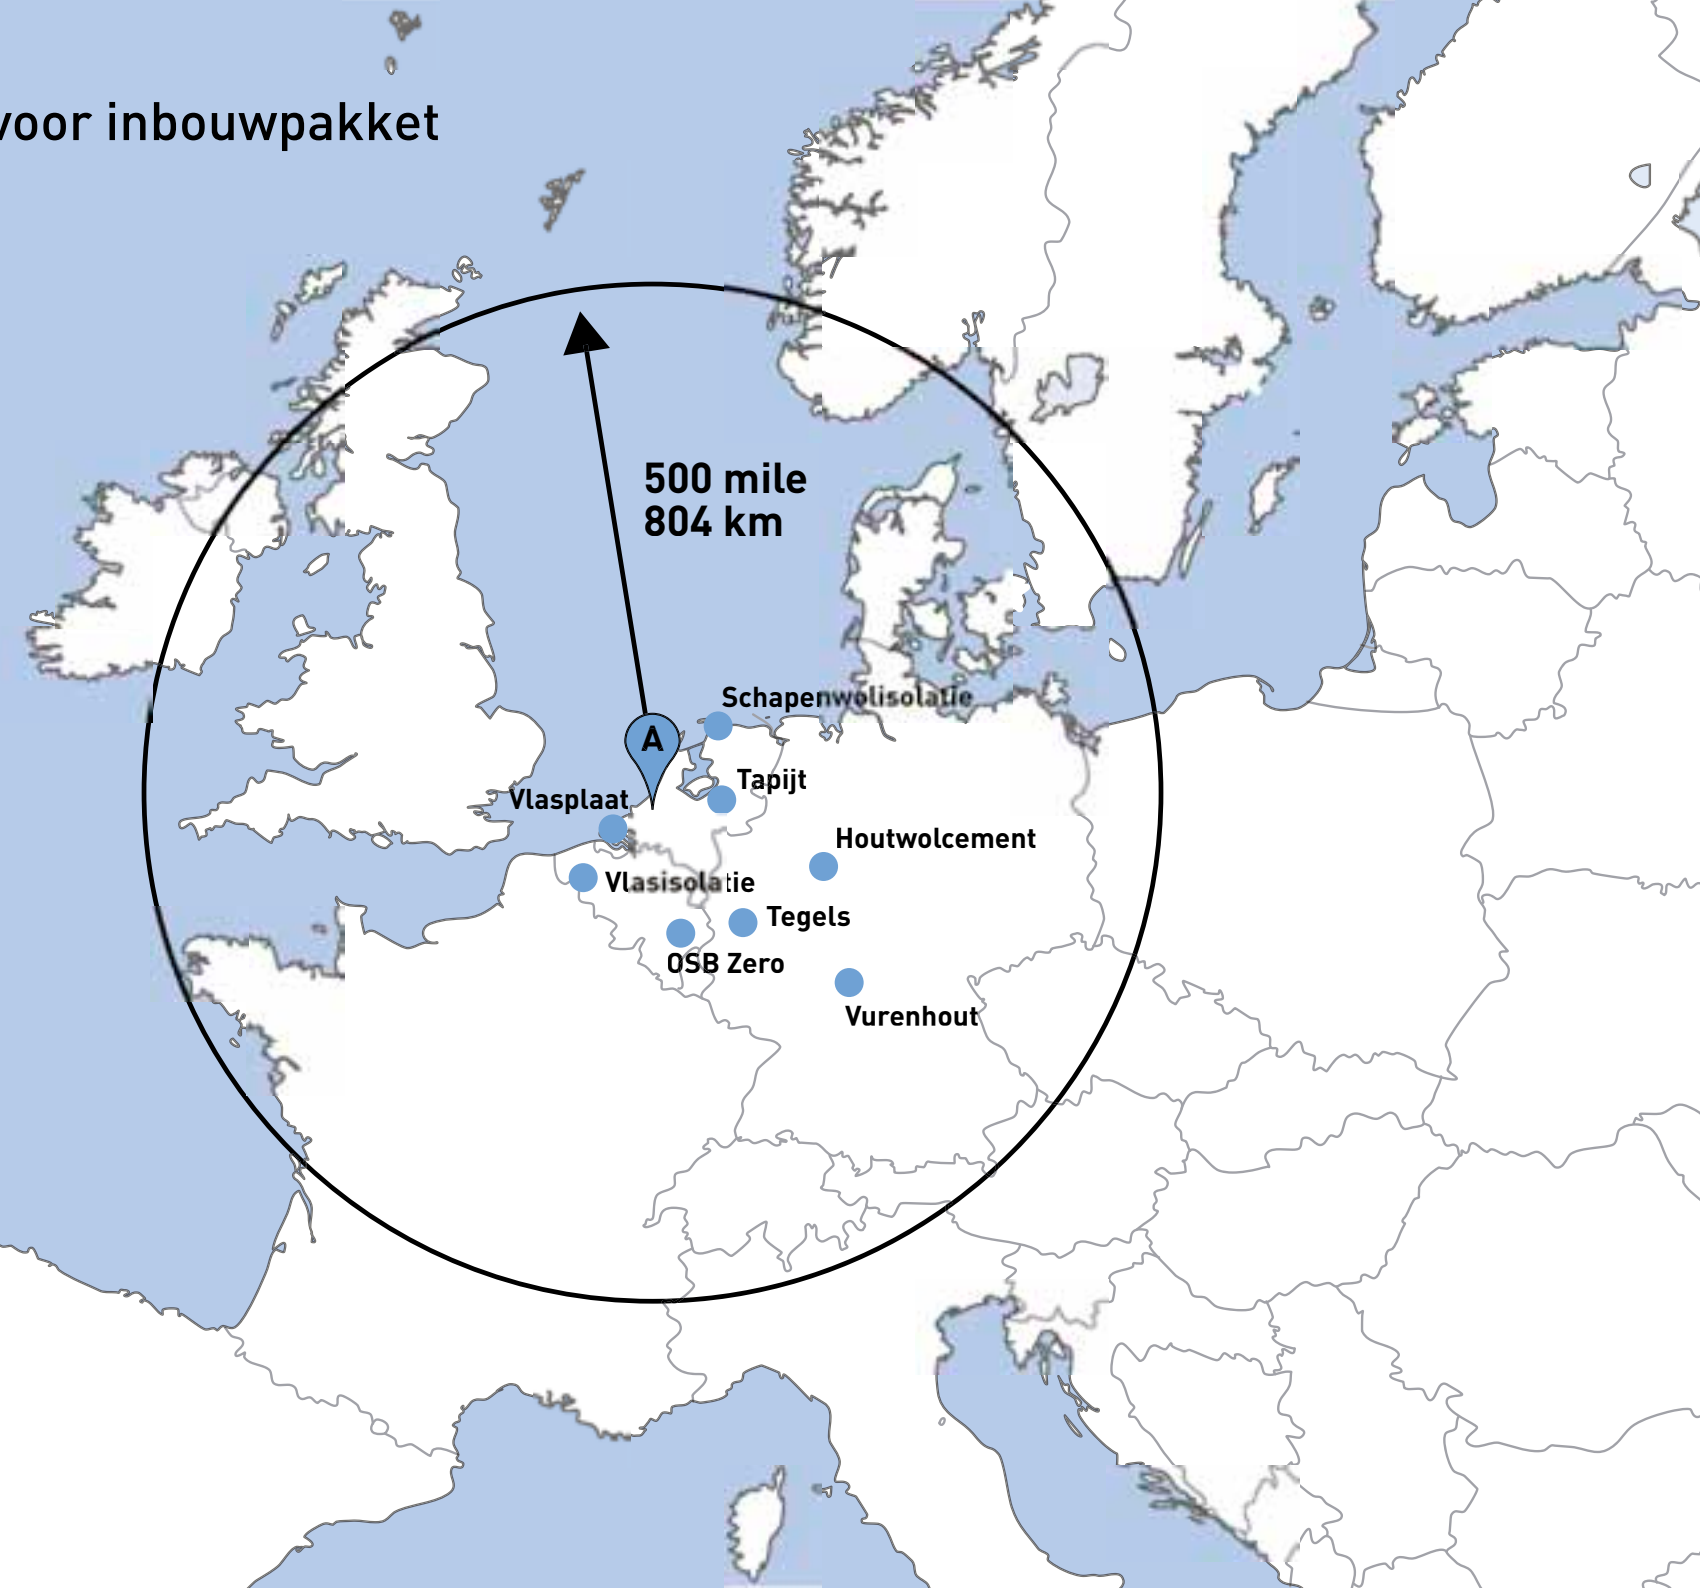 voor inbouwpakket
500 mile
804 km
Schapenwolisolatie
A
Tapijt
Vlasplaat
Houtwolcement
Vlasisolatie
Tegels
OSB Zero
Vurenhout